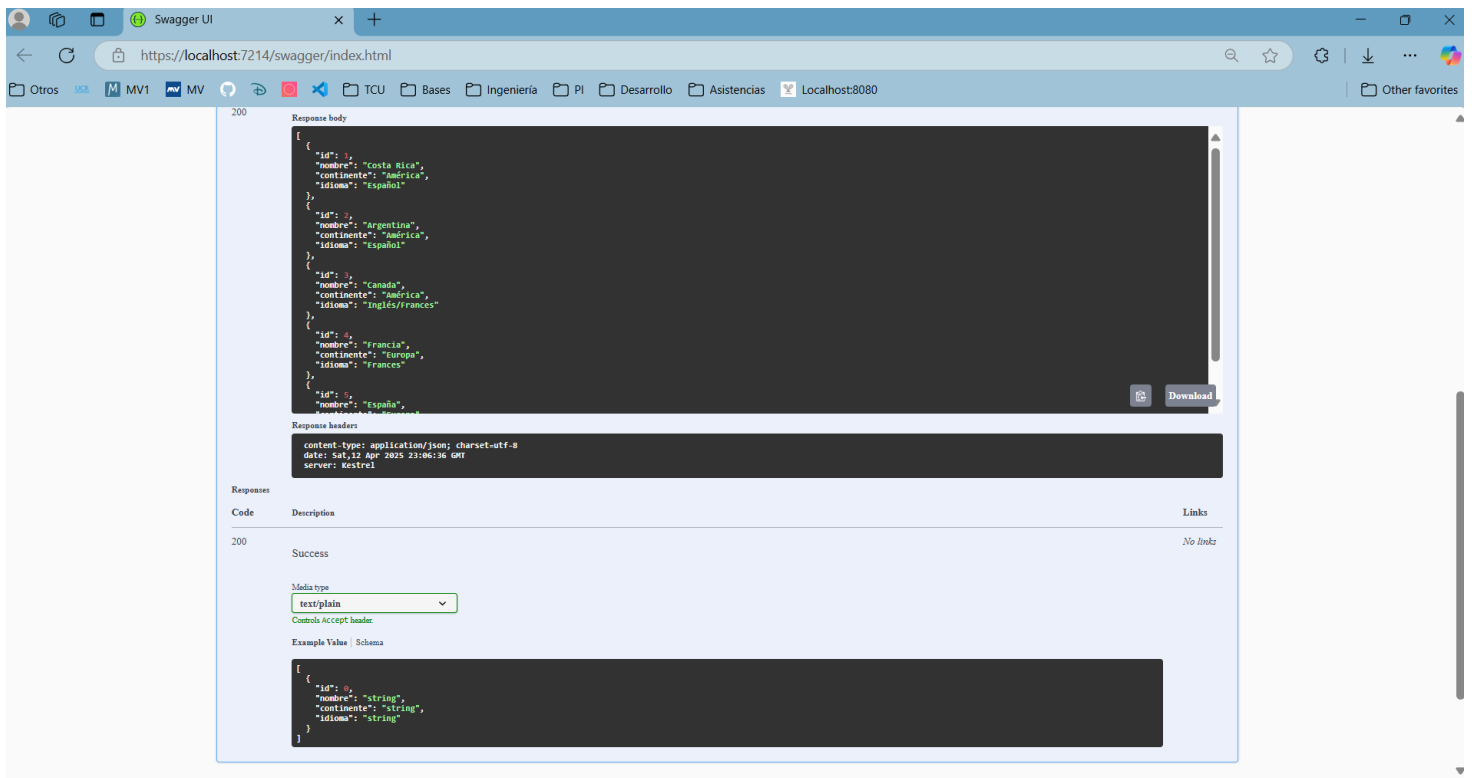 Swagger UI
https://localhost:7214/swagger/index.html
Otros
UCR
M MV1
MV MV
TCU
Bases
Ingeniería
PI
Desarrollo
Asistencias
Localhost:8080
Other favorites
200
Response body
[
{
"id": 1,
"nombre": "Costa Rica",
"continente": "América",
"idioma": "Español"
},
{
"id": 2,
"nombre": "Argentina",
"continente": "América",
"idioma": "Español"
},
{
"id": 3,
"nombre": "Canada",
"continente": "América",
"idioma": "Inglés/Frances"
},
{
"id": 4,
"nombre": "Francia",
"continente": "Europa",
"idioma": "Frances"
},
{
"id": 5,
"nombre": "España",
"continente": "Europa"
Download
Response headers
content-type: application/json; charset=utf-8
date: Sat,12 Apr 2025 23:06:36 GMT
server: Kestrel
Responses
Code Description Links
200 Success No links
Media type
text/plain
Controls Accept header.
Example Value | Schema
[
{
"id": 0,
"nombre": "string",
"continente": "string",
"idioma": "string"
}
]